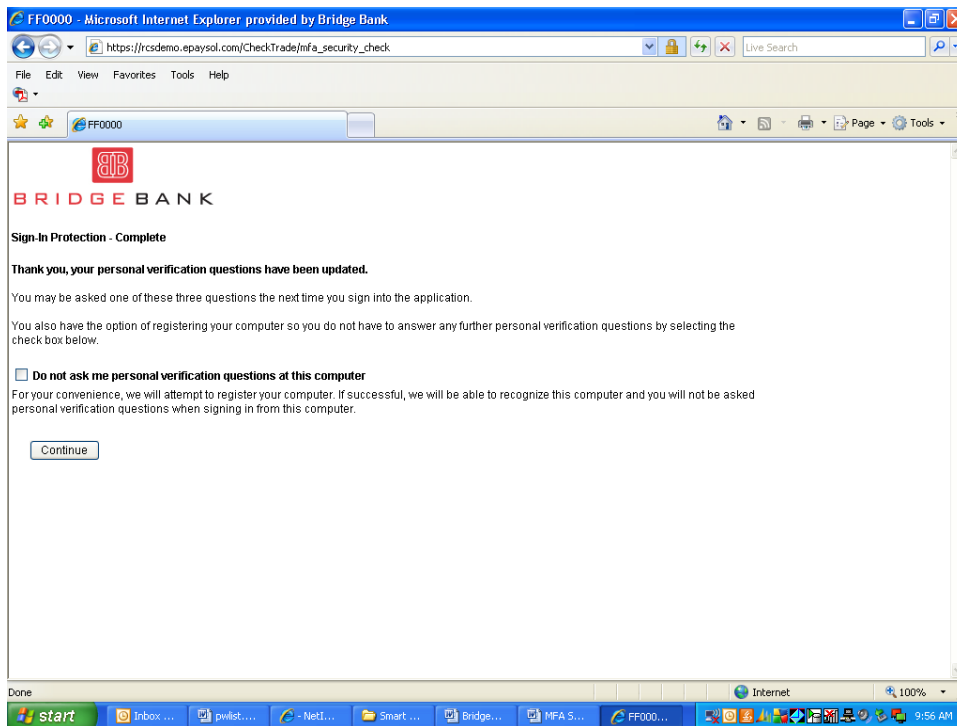 FF0000 - Microsoft Internet Explorer provided by Bridge Bank
https://rcsdemo.epaysol.com/CheckTrade/mfa_security_check
Live Search
File Edit View Favorites Tools Help
FF0000
Page Tools
BIB
BRIDGE BANK
Sign-In Protection - Complete
Thank you, your personal verification questions have been updated.
You may be asked one of these three questions the next time you sign into the application.
You also have the option of registering your computer so you do not have to answer any further personal verification questions by selecting the
check box below.
Do not ask me personal verification questions at this computer
For your convenience, we will attempt to register your computer. If successful, we will be able to recognize this computer and you will not be asked
personal verification questions when signing in from this computer.
Continue
Done Internet 100%
start Inbox ... pwlist.... - NetI... Smart ... Bridge... MFA S... FF000... 9:56 AM